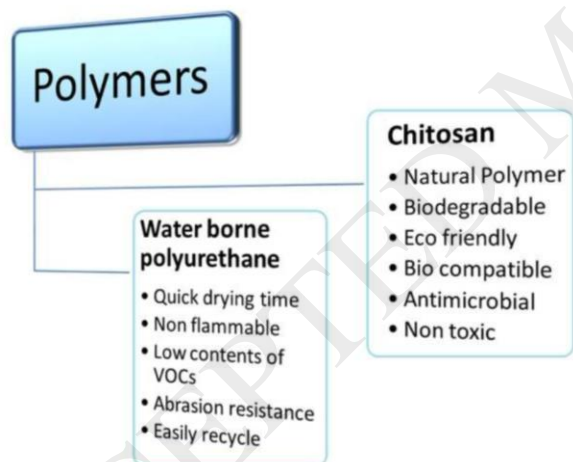 Polymers
Chitosan
• Natural Polymer
• Biodegradable
• Eco friendly
• Bio compatible
• Antimicrobial
• Non toxic
Water borne
polyurethane
• Quick drying time
• Non flammable
• Low contents of
VOCs
• Abrasion resistance
• Easily recycle
EPTED M